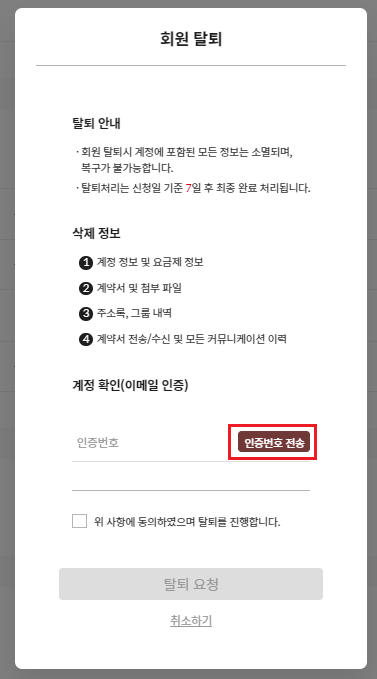 회원 탈퇴
탈퇴 안내
· 회원 탈퇴시 계정에 포함된 모든 정보는 소멸되며,
복구가 불가능합니다.
· 탈퇴처리는 신청일 기준 7일 후 최종 완료 처리됩니다.
삭제 정보
1 계정 정보 및 요금제 정보
2 계약서 및 첨부 파일
3 주소록, 그룹 내역
4 계약서 전송/수신 및 모든 커뮤니케이션 이력
계정 확인(이메일 인증)
인증번호 인증번호 전송
위 사항에 동의하였으며 탈퇴를 진행합니다.
탈퇴 요청
취소하기